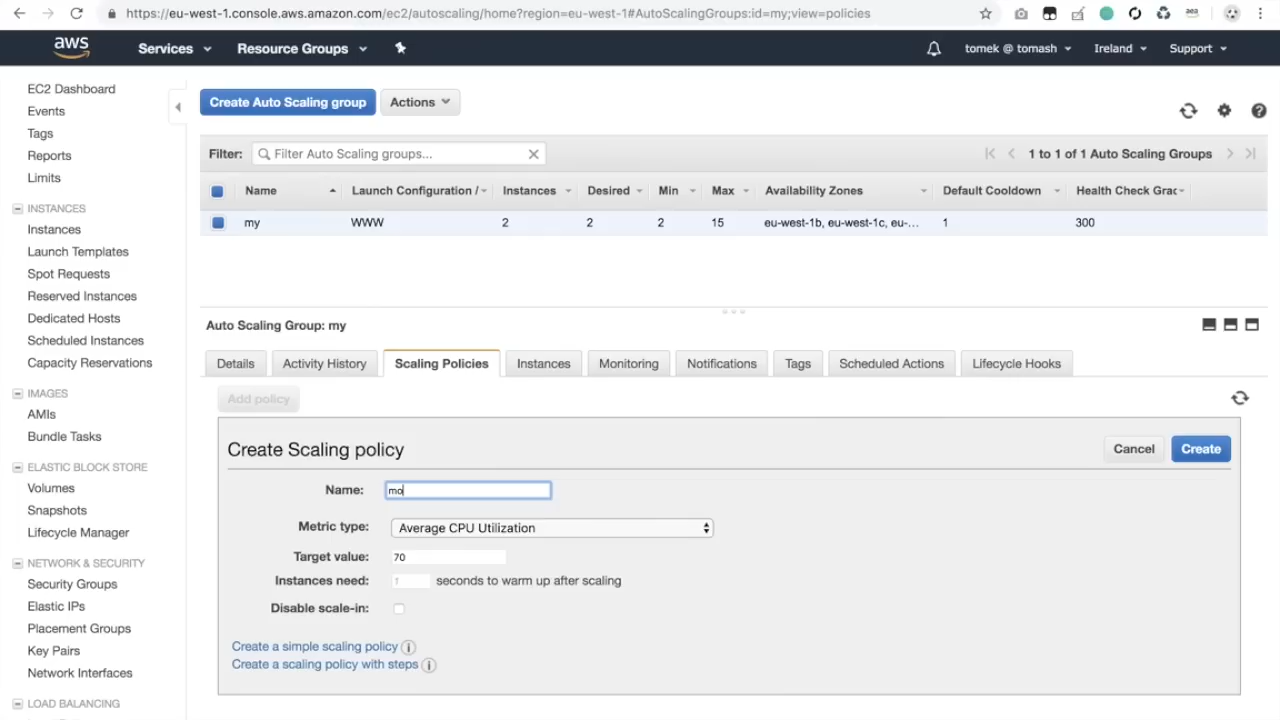 https://eu-west-1.console.aws.amazon.com/ec2/autoscaling/home?region=eu-west-1#AutoScalingGroups:id=my;view=policies
aws Services Resource Groups tomek @ tomash Ireland Support
EC2 Dashboard
Events
Tags
Reports
Limits
INSTANCES
Instances
Launch Templates
Spot Requests
Reserved Instances
Dedicated Hosts
Scheduled Instances
Capacity Reservations
IMAGES
AMIs
Bundle Tasks
ELASTIC BLOCK STORE
Volumes
Snapshots
Lifecycle Manager
NETWORK & SECURITY
Security Groups
Elastic IPs
Placement Groups
Key Pairs
Network Interfaces
LOAD BALANCING
Create Auto Scaling group Actions
Filter: Filter Auto Scaling groups... 1 to 1 of 1 Auto Scaling Groups
Name Launch Configuration / Instances Desired Min Max Availability Zones Default Cooldown Health Check Grac
my WWW 2 2 2 15 eu-west-1b, eu-west-1c, eu-... 1 300
Auto Scaling Group: my
Details Activity History Scaling Policies Instances Monitoring Notifications Tags Scheduled Actions Lifecycle Hooks
Add policy
Create Scaling policy Cancel Create
Name: mo
Metric type: Average CPU Utilization
Target value: 70
Instances need: 1 seconds to warm up after scaling
Disable scale-in:
Create a simple scaling policy
Create a scaling policy with steps